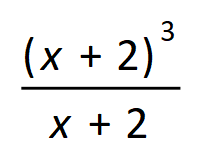 (x + 2)³
x + 2